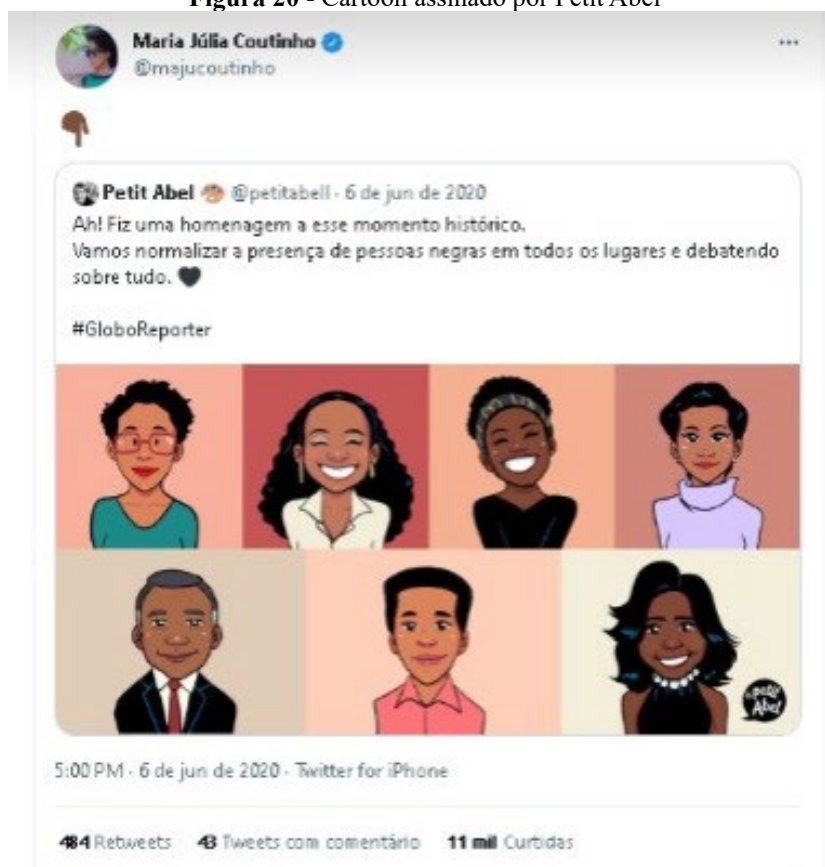 Figura 20 - Cartoon assinado por Petit Abel
Maria Júlia Coutinho
@majucoutinho
Petit Abel @petitabell · 6 de jun de 2020
Ah! Fiz uma homenagem a esse momento histórico.
Vamos normalizar a presença de pessoas negras em todos os lugares e debatendo
sobre tudo.
#GloboReporter
petit
Abel
5:00 PM · 6 de jun de 2020 · Twitter for iPhone
484 Retweets 43 Tweets com comentário 11 mil Curtidas